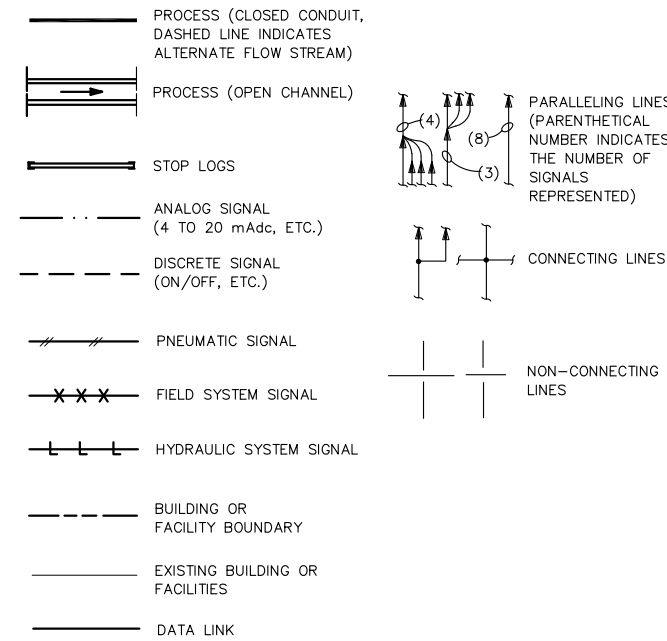 PROCESS (CLOSED CONDUIT,
DASHED LINE INDICATES
ALTERNATE FLOW STREAM)
PROCESS (OPEN CHANNEL)
STOP LOGS
ANALOG SIGNAL
(4 TO 20 mAdc, ETC.)
DISCRETE SIGNAL
(ON/OFF, ETC.)
PNEUMATIC SIGNAL
FIELD SYSTEM SIGNAL
HYDRAULIC SYSTEM SIGNAL
BUILDING OR
FACILITY BOUNDARY
EXISTING BUILDING OR
FACILITIES
DATA LINK
(4)
(3)
(8)
PARALLELING LINES
(PARENTHETICAL
NUMBER INDICATES
THE NUMBER OF
SIGNALS
REPRESENTED)
CONNECTING LINES
NON-CONNECTING
LINES